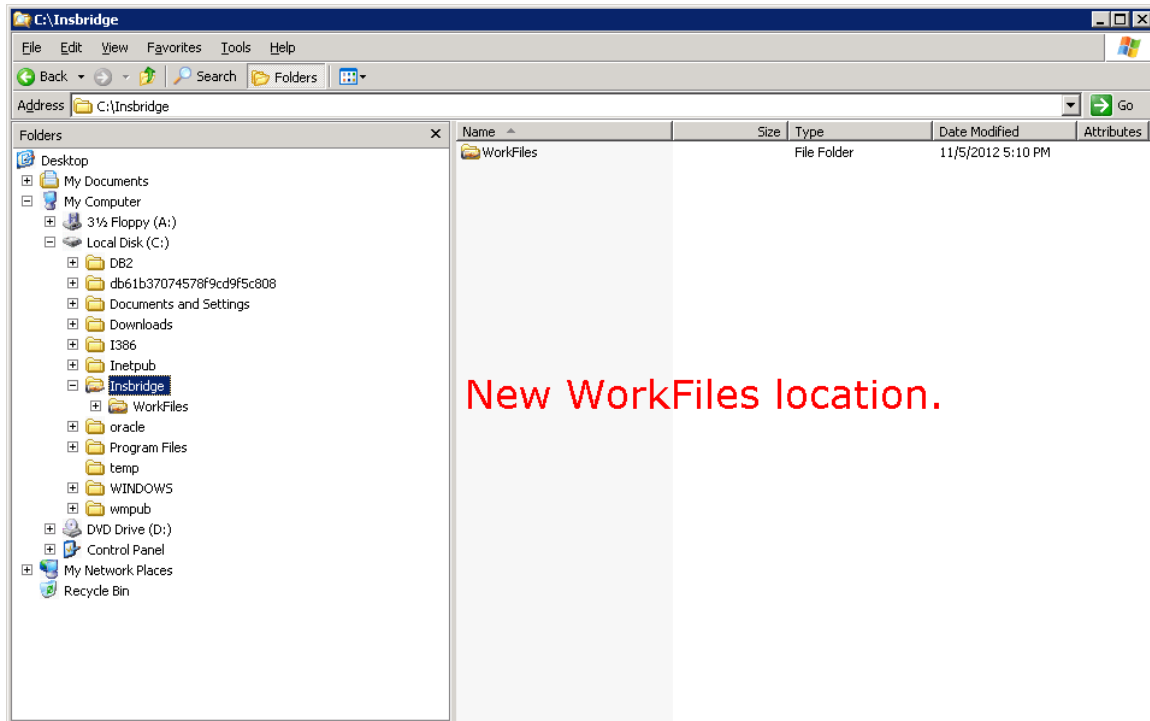 C:\Insbridge
File Edit View Favorites Tools Help
Back Search Folders
Address C:\Insbridge Go
Folders
Name Size Type Date Modified Attributes
Desktop
WorkFiles File Folder 11/5/2012 5:10 PM
My Documents
My Computer
3½ Floppy (A:)
Local Disk (C:)
DB2
db61b37074578f9cd9f5c808
Documents and Settings
Downloads
I386
Inetpub
Insbridge
New WorkFiles location.
WorkFiles
oracle
Program Files
temp
WINDOWS
wmpub
DVD Drive (D:)
Control Panel
My Network Places
Recycle Bin